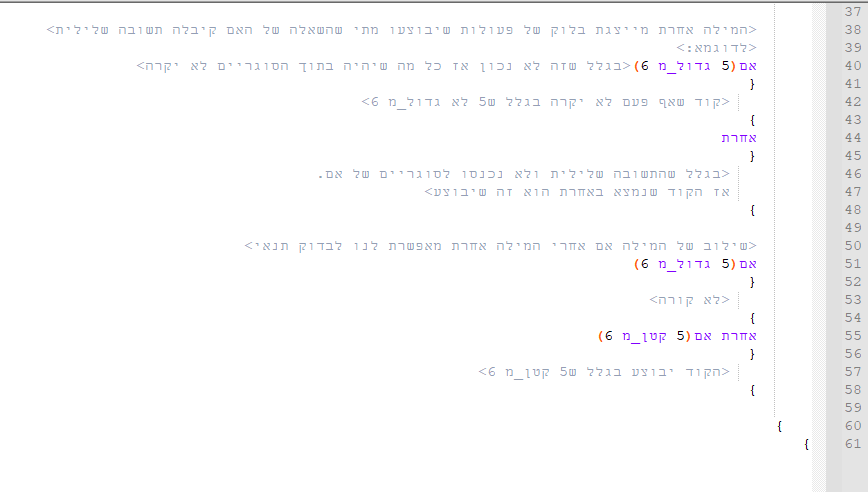 37
38 <המילה אחרת מייצגת בלוק של פעולות שיבוצעו מתי שהשאלה של האם קיבלה תשובה שלילית>
39 <לדוגמא:>
40 אם(5 גדול_מ 6)<בגלל שזה לא נכון אז כל מה שיהיה בתוך הסוגריים לא יקרה>
41 {
42 <קוד שאף פעם לא יקרה בגלל ש5 לא גדול_מ 6>
43 }
44 אחרת
45 {
46 <בגלל שהתשובה שלילית ולא נכנסו לסוגריים של אם.
47 אז הקוד שנמצא באחרת הוא זה שיבוצע>
48 }
49
50 <שילוב של המילה אם אחרי המילה אחרת מאפשרת לנו לבדוק תנאי>
51 אם(5 גדול_מ 6)
52 {
53 <לא קורה>
54 }
55 אחרת אם(5 קטן_מ 6)
56 {
57 <הקוד יבוצע בגלל ש5 קטן_מ 6>
58 }
59
60 }
61 }